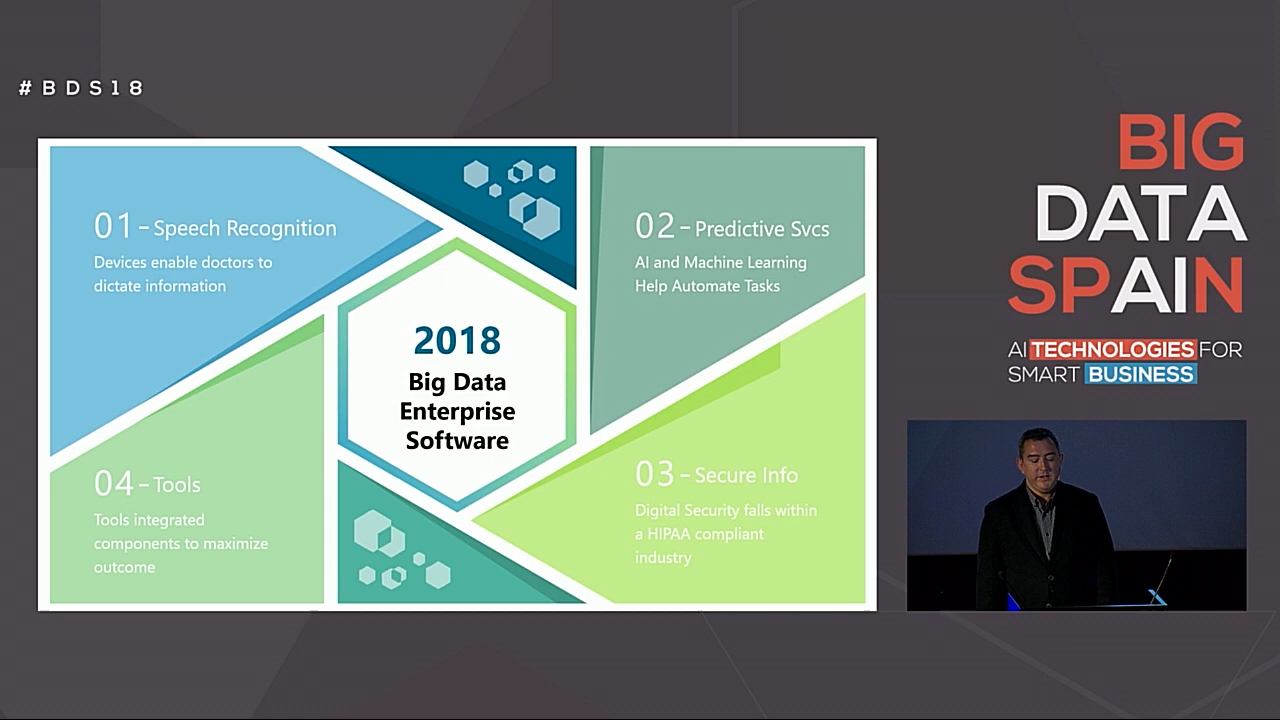 #BDS18
BIG
DATA
SPAIN
AI TECHNOLOGIES FOR
SMART BUSINESS
01 – Speech Recognition
Devices enable doctors to
dictate information
02 – Predictive Svcs
AI and Machine Learning
Help Automate Tasks
2018
Big Data
Enterprise
Software
03 – Secure Info
Digital Security falls within
a HIPAA compliant
industry
04 – Tools
Tools integrated
components to maximize
outcome